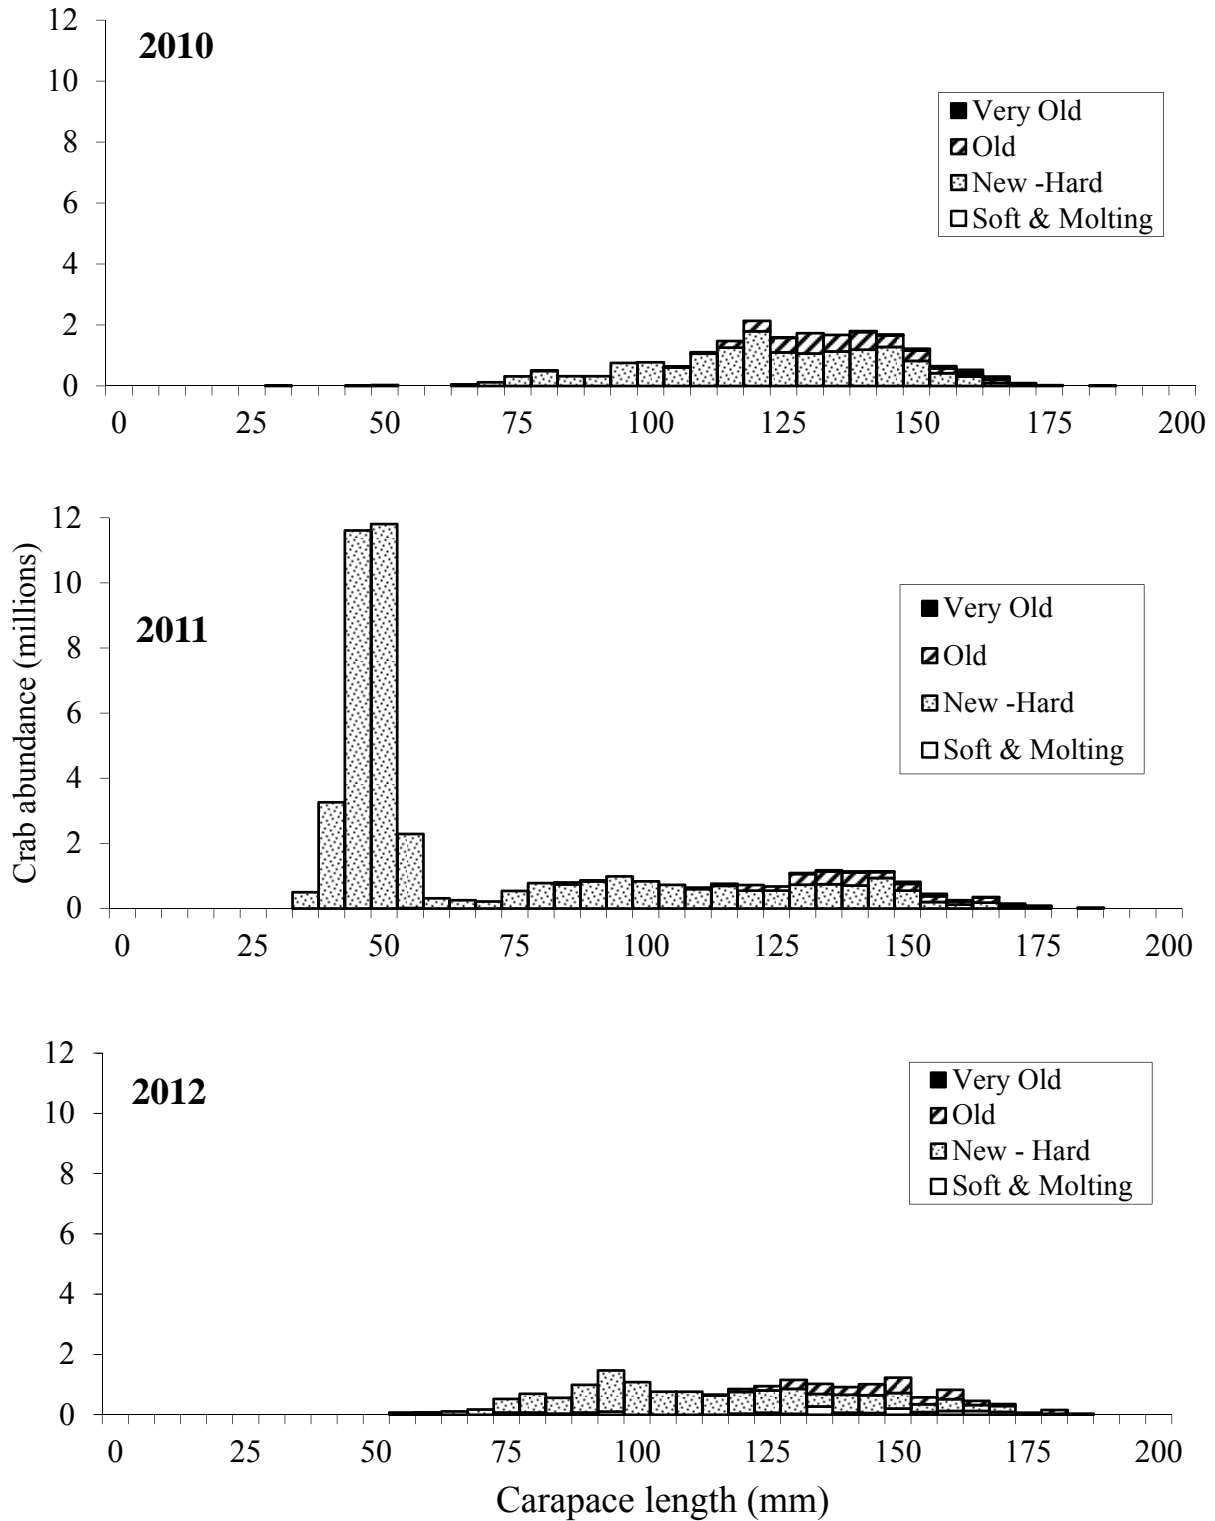 12
2010
10
Very Old
Old
8
New -Hard
6
Soft & Molting
4
2
0
0 25 50 75 100 125 150 175 200
12
10
Very Old
2011
Old
8
New -Hard
6
Soft & Molting
4
2
0
Crab abundance (millions)
0 25 50 75 100 125 150 175 200
12
2012
Very Old
10
Old
New - Hard
8
Soft & Molting
6
4
2
0
0 25 50 75 100 125 150 175 200
Carapace length (mm)